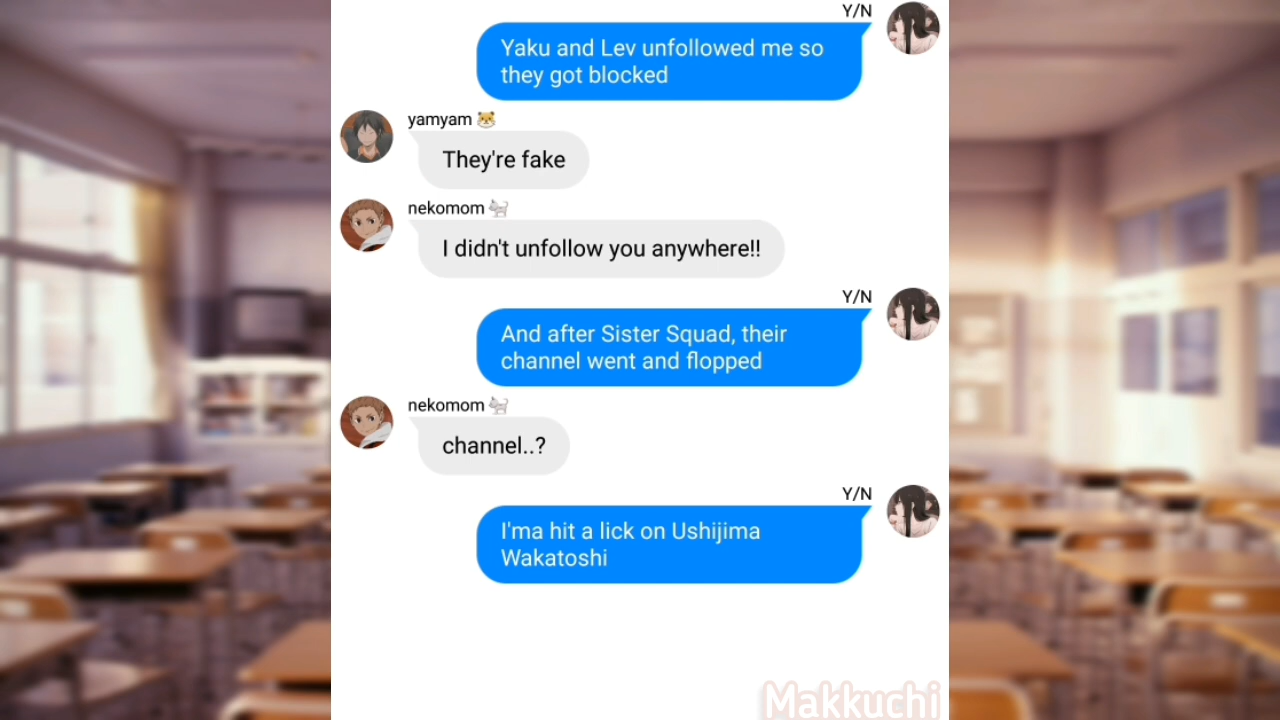 Y/N
Yaku and Lev unfollowed me so
they got blocked
yamyam 🐹
They're fake
nekomom 🐈
I didn't unfollow you anywhere!!
Y/N
And after Sister Squad, their
channel went and flopped
nekomom 🐈
channel..?
Y/N
I'ma hit a lick on Ushijima
Wakatoshi
Makkuchi